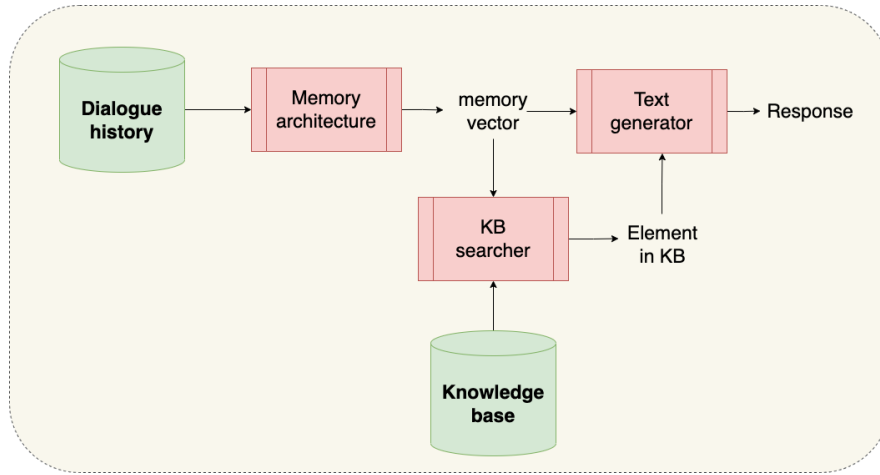 Dialogue
history
Memory
architecture
memory
vector
Text
generator
Response
KB
searcher
Element
in KB
Knowledge
base